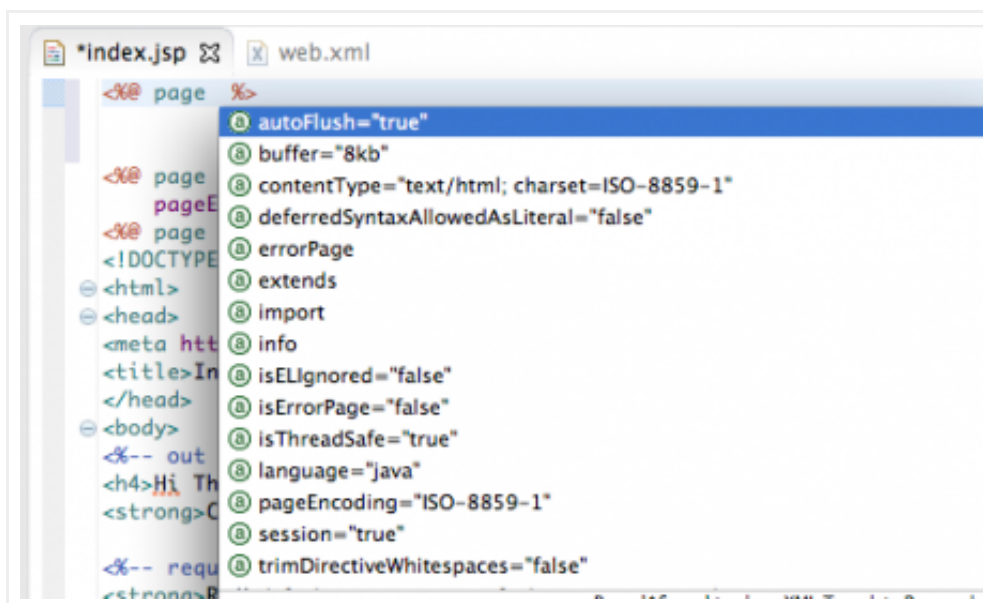 *index.jsp web.xml
<%@ page %>
autoFlush="true"
buffer="8kb"
contentType="text/html; charset=ISO-8859-1"
deferredSyntaxAllowedAsLiteral="false"
errorPage
extends
import
info
isELIgnored="false"
isErrorPage="false"
isThreadSafe="true"
language="java"
pageEncoding="ISO-8859-1"
session="true"
trimDirectiveWhitespaces="false"
<%@ page
pageE
<%@ page
<!DOCTYPE
<html>
<head>
<meta htt
<title>In
</head>
<body>
<%-- out
<h4>Hi Th
<strong>C
<%-- requ
<strong>R